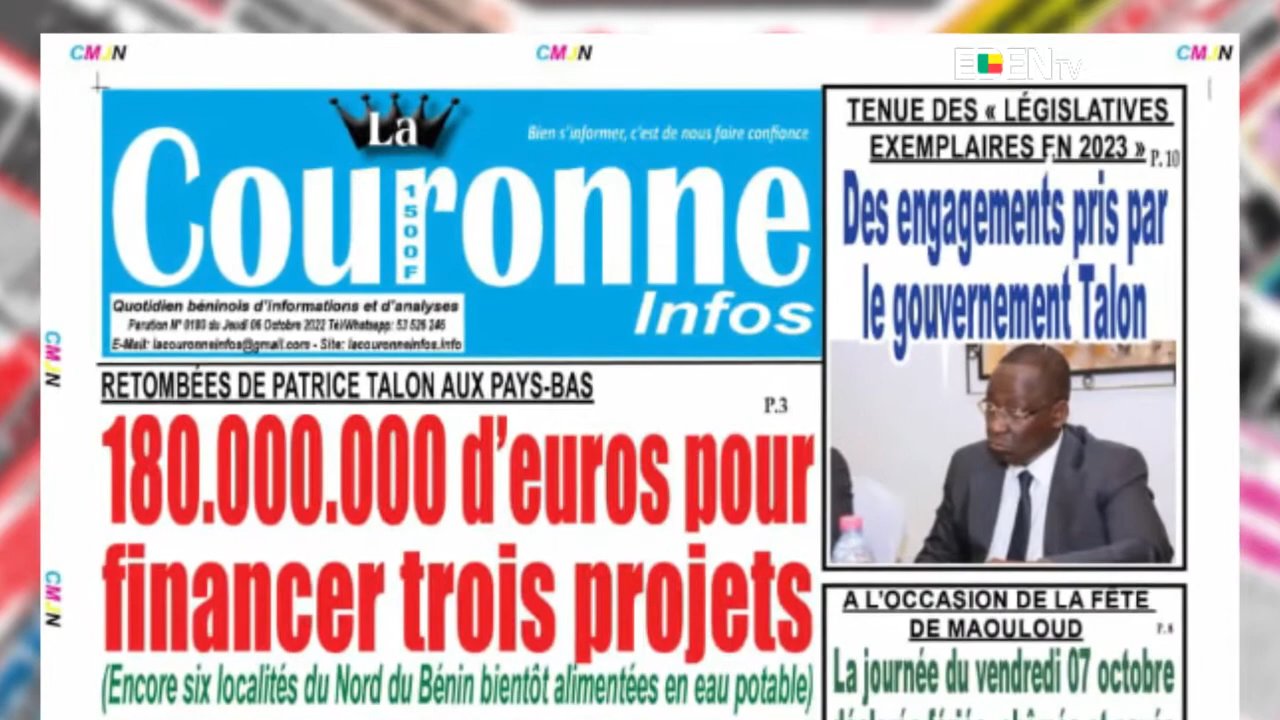 CMJN
CMJN
CMJN
EDENTV
La
Couronne
1500F
Infos
Bien s'informer, c'est de nous faire confiance
Quotidien béninois d'informations et d'analyses
Parution N° 0180 du Jeudi 06 Octobre 2022 Tél/Whatsapp: 53 526 246
E-Mail: lacouronneinfos@gmail.com - Site: lacouronneinfos.info
RETOMBÉES DE PATRICE TALON AUX PAYS-BAS
P.3
180.000.000 d'euros pour
financer trois projets
(Encore six localités du Nord du Bénin bientôt alimentées en eau potable)
TENUE DES « LÉGISLATIVES
EXEMPLAIRES EN 2023 » P.10
Des engagements pris par
le gouvernement Talon
A L'OCCASION DE LA FÊTE
DE MAOULOUD P.8
La journée du vendredi 07 octobre
CMJN
CMJN